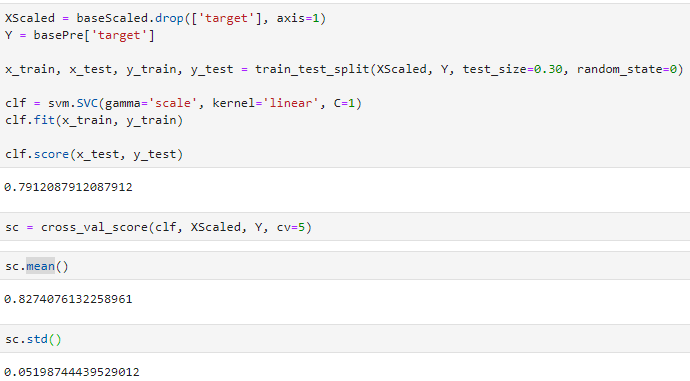 XScaled = baseScaled.drop(['target'], axis=1)
Y = basePre['target']
x_train, x_test, y_train, y_test = train_test_split(XScaled, Y, test_size=0.30, random_state=0)
clf = svm.SVC(gamma='scale', kernel='linear', C=1)
clf.fit(x_train, y_train)
clf.score(x_test, y_test)
0.7912087912087912
sc = cross_val_score(clf, XScaled, Y, cv=5)
sc.mean()
0.8274076132258961
sc.std()
0.05198744439529012